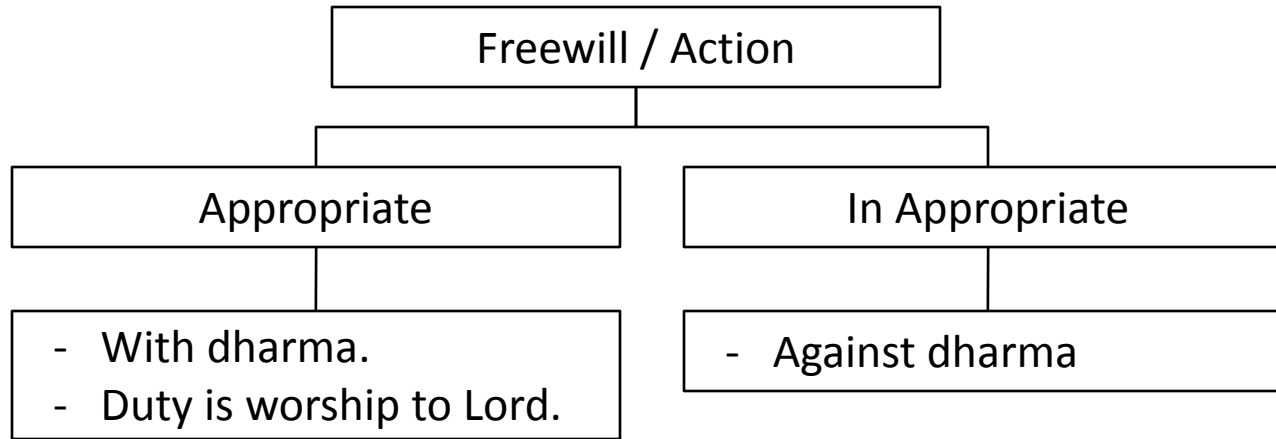 Freewill / Action
Appropriate
In Appropriate
- With dharma.
- Duty is worship to Lord.
- Against dharma